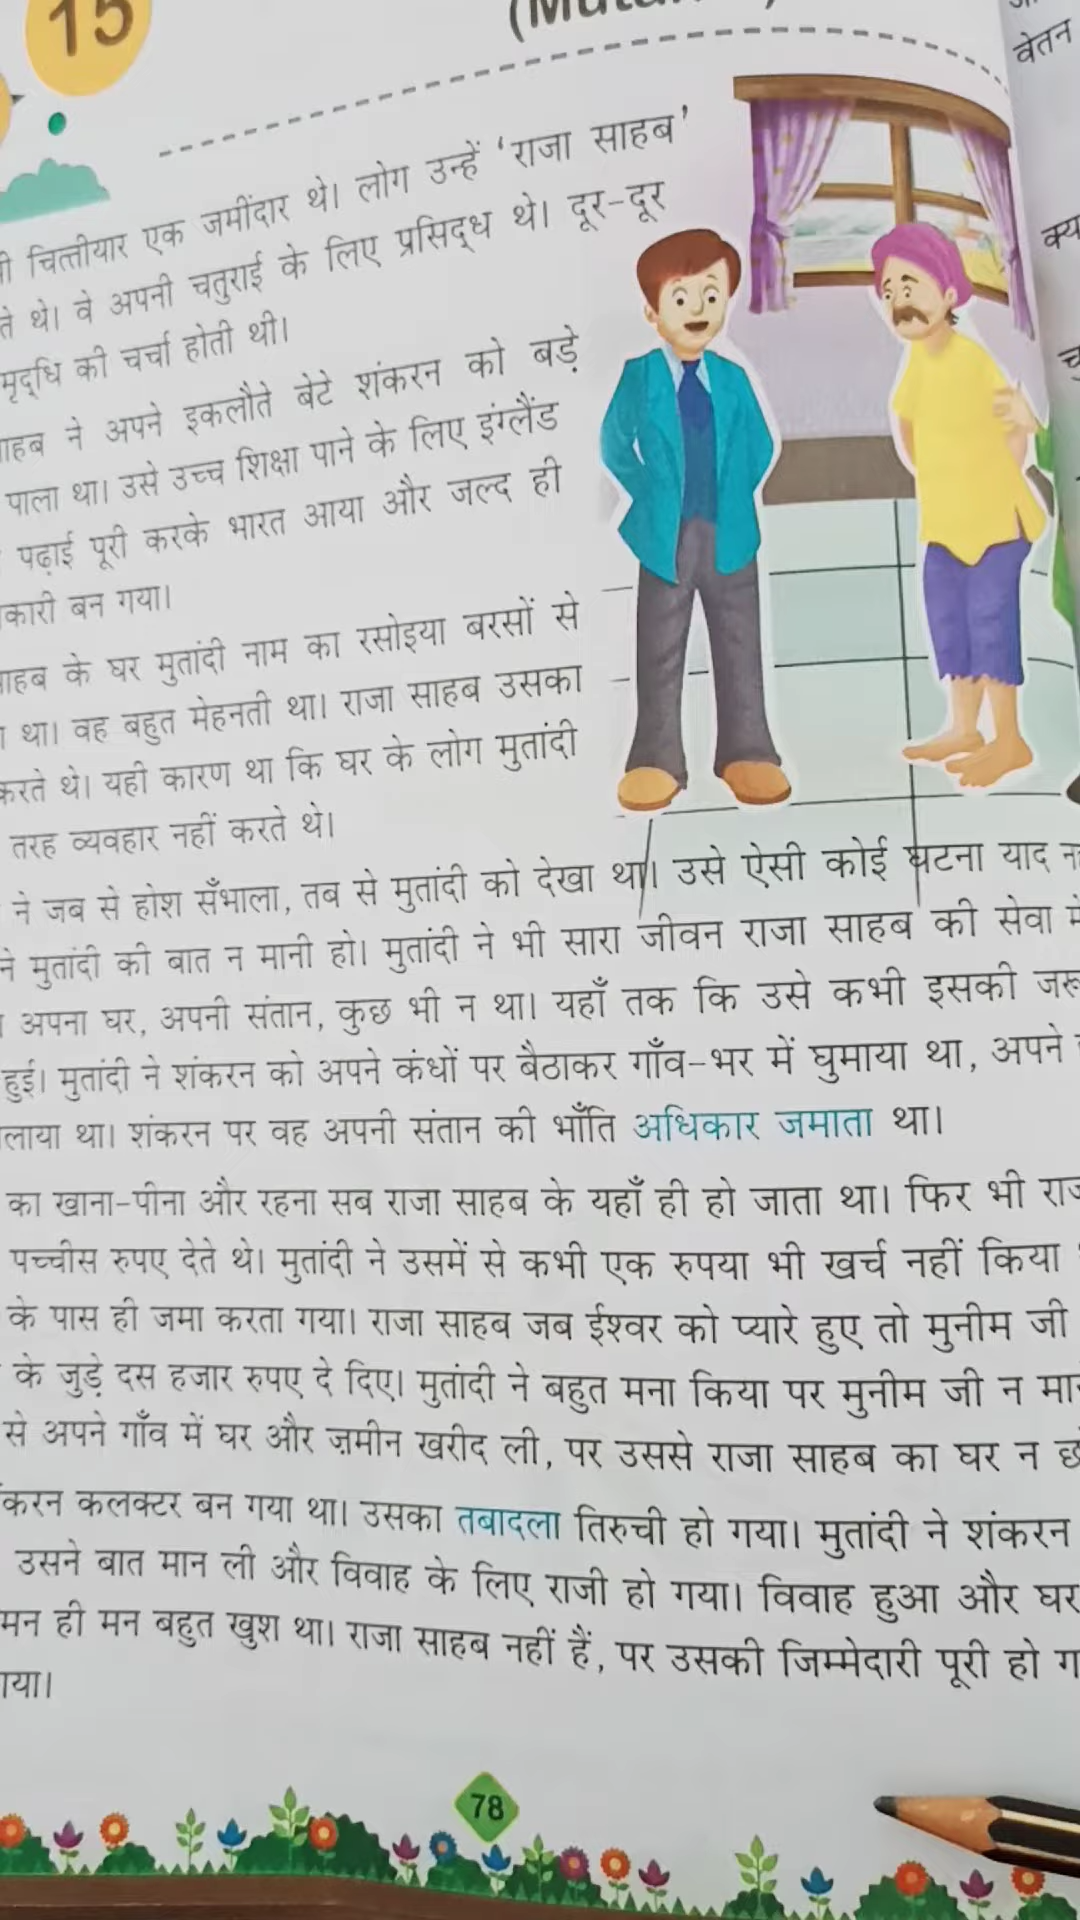 15
वेतन
चित्तीयार एक जमींदार थे। लोग उन्हें ‘राजा साहब’
थे। वे अपनी चतुराई के लिए प्रसिद्ध थे। दूर-दूर
की चर्चा होती थी।
ने अपने इकलौते बेटे शंकरन को बड़े
पाला था। उसे उच्च शिक्षा पाने के लिए इंग्लैंड
पढ़ाई पूरी करके भारत आया और जल्द ही
बन गया।
के घर मुतांदी नाम का रसोइया बरसों से
था। वह बहुत मेहनती था। राजा साहब उसका
करते थे। यही कारण था कि घर के लोग मुतांदी
तरह व्यवहार नहीं करते थे।
ने जब से होश सँभाला, तब से मुतांदी को देखा था। उसे ऐसी कोई घटना याद
ने मुतांदी की बात न मानी हो। मुतांदी ने भी सारा जीवन राजा साहब की सेवा
अपना घर, अपनी संतान, कुछ भी न था। यहाँ तक कि उसे कभी इसकी
हुई। मुतांदी ने शंकरन को अपने कंधों पर बैठाकर गाँव-भर में घुमाया था, अपने
था। शंकरन पर वह अपनी संतान की भाँति अधिकार जमाता था।
का खाना-पीना और रहना सब राजा साहब के यहाँ ही हो जाता था। फिर भी
पच्चीस रुपए देते थे। मुतांदी ने उसमें से कभी एक रुपया भी खर्च नहीं किया
के पास ही जमा करता गया। राजा साहब जब ईश्वर को प्यारे हुए तो मुनीम जी
के जुड़े दस हजार रुपए दे दिए। मुतांदी ने बहुत मना किया पर मुनीम जी न
से अपने गाँव में घर और ज़मीन खरीद ली, पर उससे राजा साहब का घर न
कलक्टर बन गया था। उसका तबादला तिरुची हो गया। मुतांदी ने शंकरन
उसने बात मान ली और विवाह के लिए राजी हो गया। विवाह हुआ और घर
मन ही मन बहुत खुश था। राजा साहब नहीं हैं, पर उसकी जिम्मेदारी पूरी हो
78